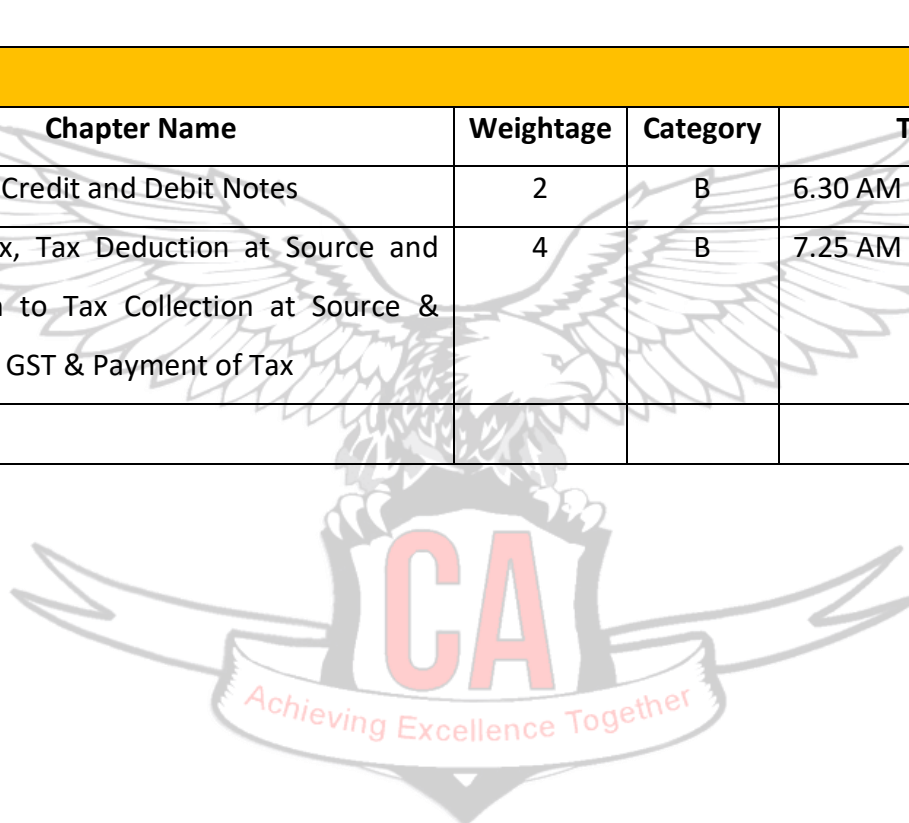 Chapter Name Weightage Category T
Credit and Debit Notes 2 B 6.30 AM
x, Tax Deduction at Source and 4 B 7.25 AM
to Tax Collection at Source &
GST & Payment of Tax
CA
Achieving Excellence Together